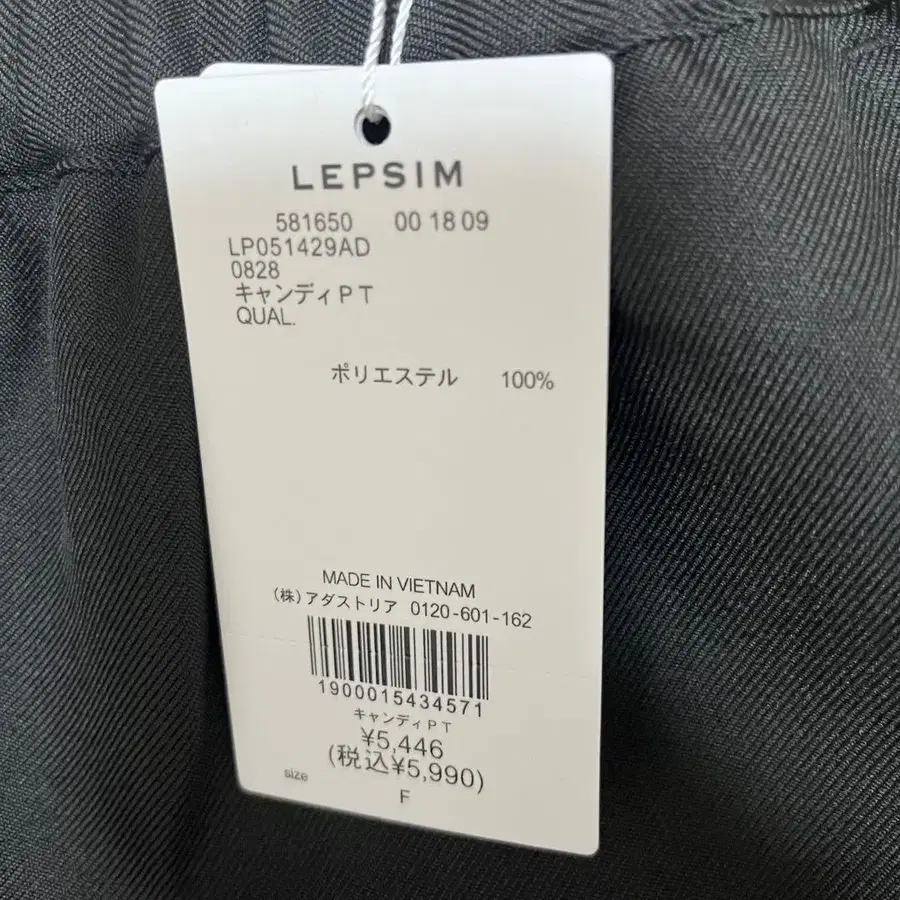 LEPSIM
581650 00 18 09
LP051429AD
0828
キャンディPT
QUAL.
ポリエステル 100%
MADE IN VIETNAM
(株)アダストリア 0120-601-162
1900015434571
キャンディPT
¥5,446
(税込¥5,990)
size F